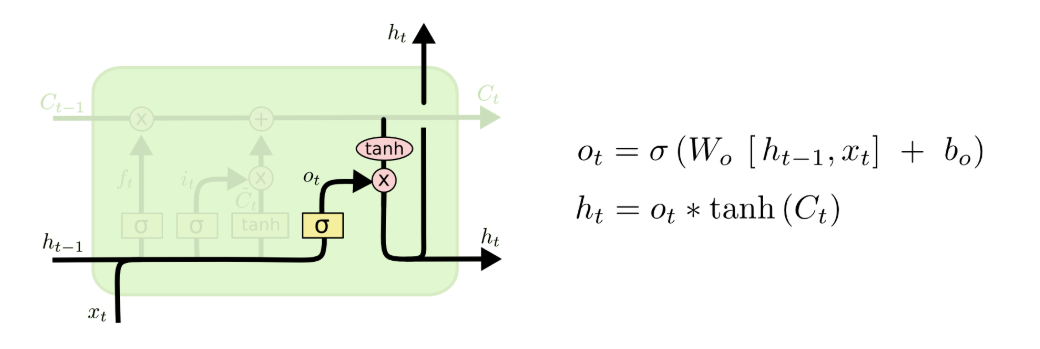 h_t
C_{t-1}
C_t
x
+
tanh
f_t
i_t
C̃_t
x
o_t
x
σ
σ
tanh
σ
h_{t-1}
h_t
x_t
o_t = σ (W_o [h_{t-1}, x_t] + b_o)
h_t = o_t * tanh (C_t)